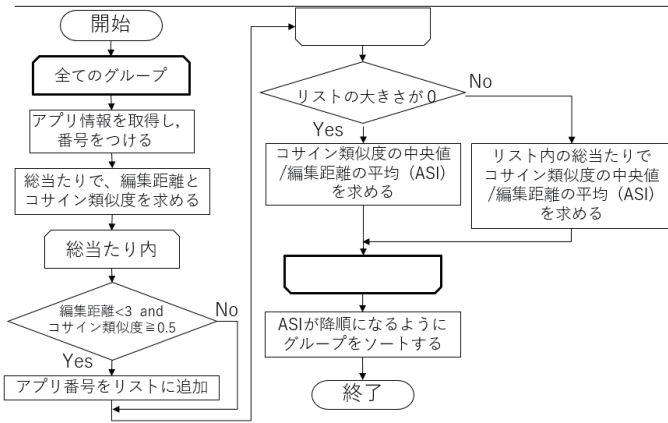 開始
全てのグループ
アプリ情報を取得し,
番号をつける
総当たりで、編集距離と
コサイン類似度を求める
総当たり内
編集距離<3 and
コサイン類似度≧0.5
No
Yes
アプリ番号をリストに追加
リストの大きさが0
No
Yes
コサイン類似度の中央値
/編集距離の平均（ASI）
を求める
リスト内の総当たりで
コサイン類似度の中央値
/編集距離の平均（ASI）
を求める
ASIが降順になるように
グループをソートする
終了